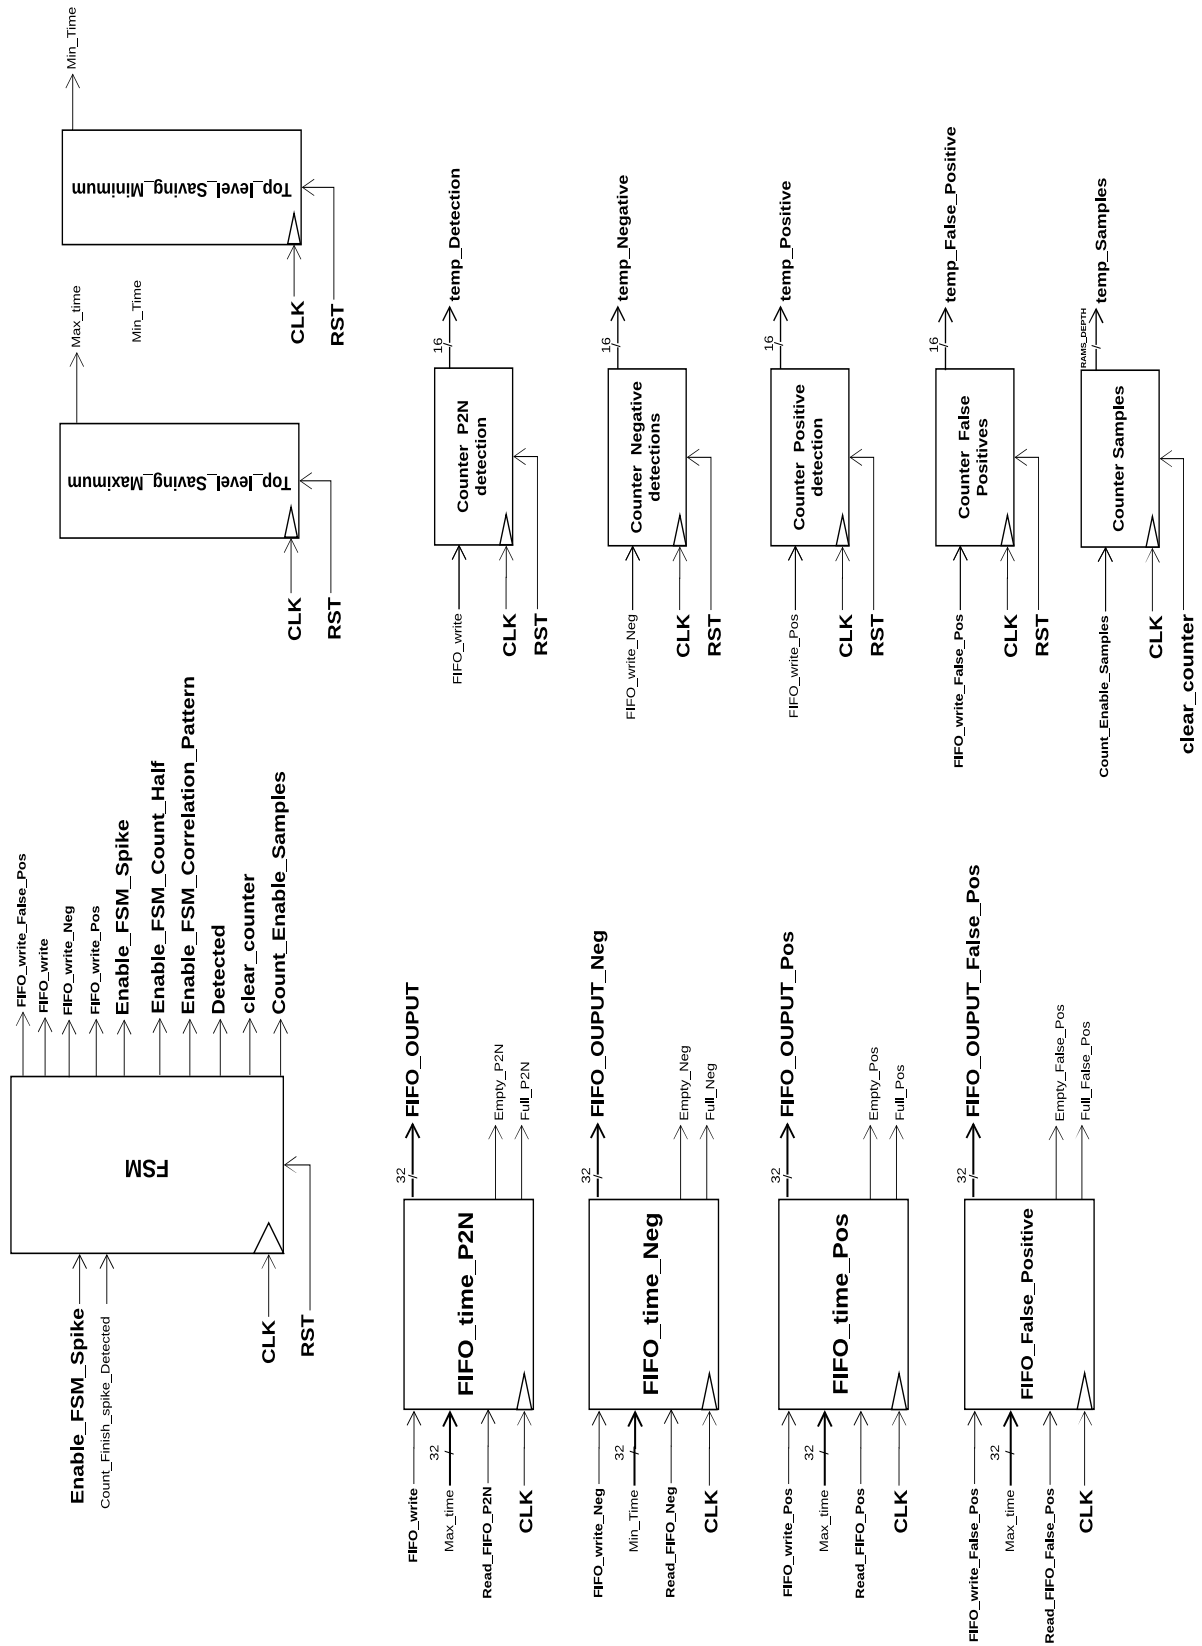 Enable_FSM_Spike
Count_Finish_spike_Detected
CLK
RST
FSM
FIFO_write_False_Pos
FIFO_write
FIFO_write_Neg
FIFO_write_Pos
Enable_FSM_Spike
Enable_FSM_Count_Half
Enable_FSM_Correlation_Pattern
Detected
clear_counter
Count_Enable_Samples
CLK
RST
Top_level_Saving_Maximum
Max_time
Min_Time
CLK
RST
Top_level_Saving_Minimum
Min_Time
FIFO_write
Max_time
32
Read_FIFO_P2N
CLK
FIFO_time_P2N
32
FIFO_OUPUT
Empty_P2N
Full_P2N
FIFO_write
CLK
RST
Counter P2N
detection
16
temp_Detection
FIFO_write_Neg
Min_Time
32
Read_FIFO_Neg
CLK
FIFO_time_Neg
32
FIFO_OUPUT_Neg
Empty_Neg
Full_Neg
FIFO_write_Neg
CLK
RST
Counter Negative
detections
16
temp_Negative
FIFO_write_Pos
Max_time
32
Read_FIFO_Pos
CLK
FIFO_time_Pos
32
FIFO_OUPUT_Pos
Empty_Pos
Full_Pos
FIFO_write_Pos
CLK
RST
Counter Positive
detection
16
temp_Positive
FIFO_write_False_Pos
Max_time
32
Read_FIFO_False_Pos
CLK
FIFO_False_Positive
32
FIFO_OUPUT_False_Pos
Empty_False_Pos
Full_False_Pos
FIFO_write_False_Pos
CLK
RST
Counter False
Positives
16
temp_False_Positive
Count_Enable_Samples
CLK
clear_counter
Counter Samples
RAMS_DEPTH
temp_Samples